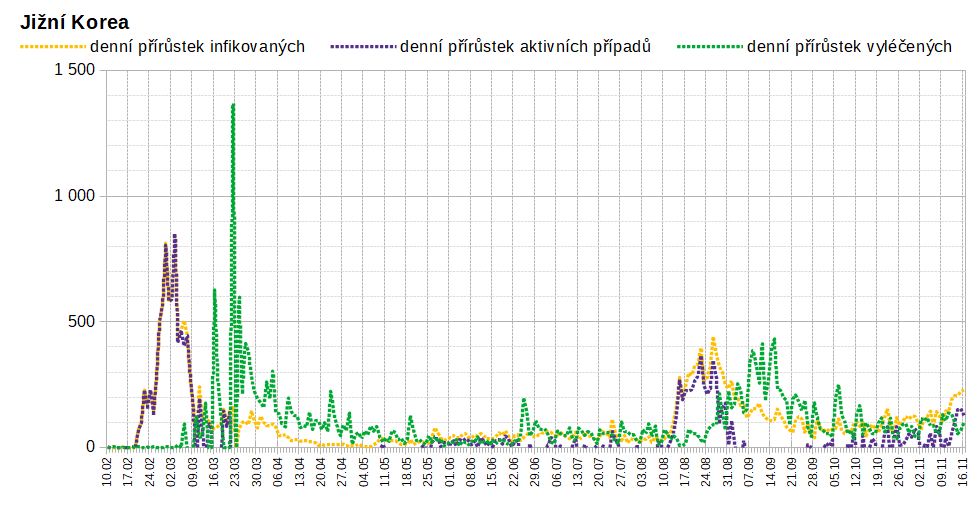 Jižní Korea
denní přírůstek infikovaných denní přírůstek aktivních případů denní přírůstek vyléčených
1 500
1 000
500
0
10.02 17.02 24.02 02.03 09.03 16.03 23.03 30.03 06.04 13.04 20.04 27.04 04.05 11.05 18.05 25.05 01.06 08.06 15.06 22.06 29.06 06.07 13.07 20.07 27.07 03.08 10.08 17.08 24.08 31.08 07.09 14.09 21.09 28.09 05.10 12.10 19.10 26.10 02.11 09.11 16.11